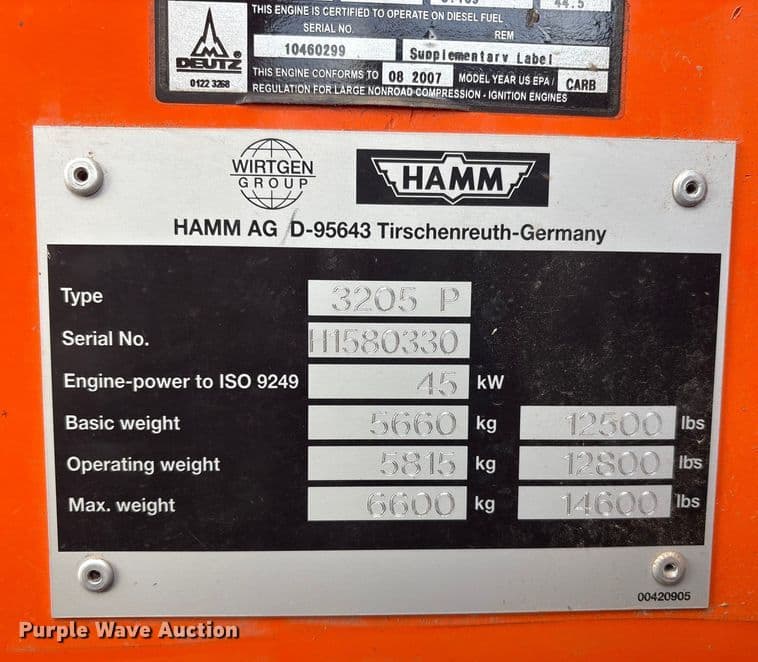 44.5
THIS ENGINE IS CERTIFIED TO OPERATE ON DIESEL FUEL
SERIAL NO. REM
10460299 Supplementary Label
DEUTZ ®
0122 3268
THIS ENGINE CONFORMS TO 08 2007 MODEL YEAR US EPA / CARB
REGULATION FOR LARGE NONROAD COMPRESSION - IGNITION ENGINES
WIRTGEN
GROUP
HAMM
HAMM AG D-95643 Tirschenreuth-Germany
Type 3205 P
Serial No. H1580330
Engine-power to ISO 9249 45 kW
Basic weight 5660 kg 12500 lbs
Operating weight 5815 kg 12800 lbs
Max. weight 6600 kg 14600 lbs
00420905
Purple Wave Auction